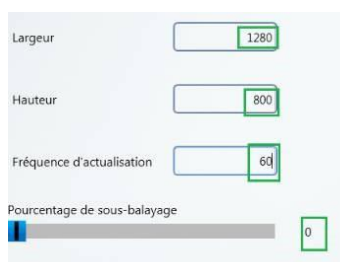 Largeur 1280
Hauteur 800
Fréquence d'actualisation 60
Pourcentage de sous-balayage
0